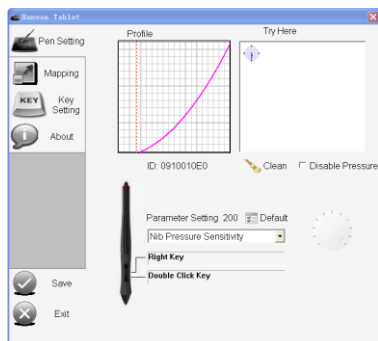 Banvon Tablet
Pen Setting
Profile
Try Here
Mapping
KEY
Key
Setting
About
ID: 0910010E0
Clean
Disable Pressure
Parameter Setting 200
Default
Nib Pressure Sensitivity
Right Key
Double Click Key
Save
Exit